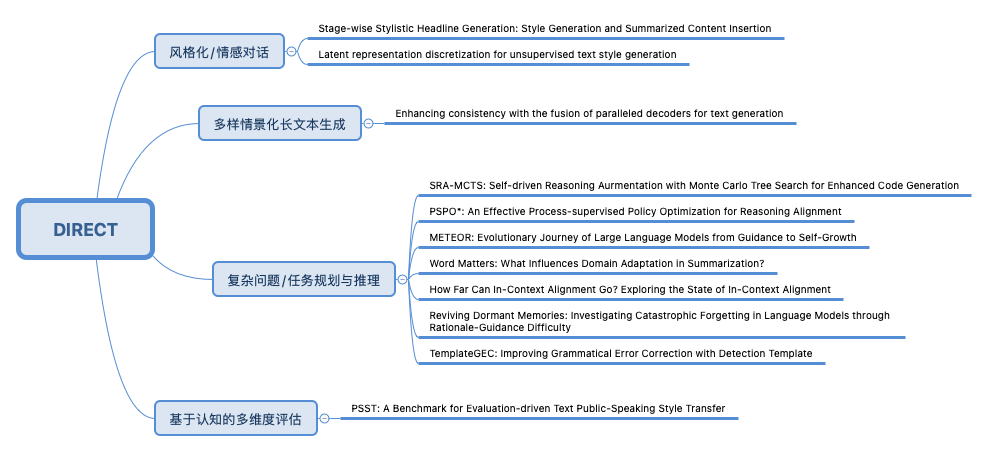 风格化/情感对话
Stage-wise Stylistic Headline Generation: Style Generation and Summarized Content Insertion
Latent representation discretization for unsupervised text style generation
多样情景化长文本生成
Enhancing consistency with the fusion of paralleled decoders for text generation
DIRECT
复杂问题/任务规划与推理
SRA-MCTS: Self-driven Reasoning Aurmentation with Monte Carlo Tree Search for Enhanced Code Generation
PSPO*: An Effective Process-supervised Policy Optimization for Reasoning Alignment
METEOR: Evolutionary Journey of Large Language Models from Guidance to Self-Growth
Word Matters: What Influences Domain Adaptation in Summarization?
How Far Can In-Context Alignment Go? Exploring the State of In-Context Alignment
Reviving Dormant Memories: Investigating Catastrophic Forgetting in Language Models through
Rationale-Guidance Difficulty
TemplateGEC: Improving Grammatical Error Correction with Detection Template
基于认知的多维度评估
PSST: A Benchmark for Evaluation-driven Text Public-Speaking Style Transfer